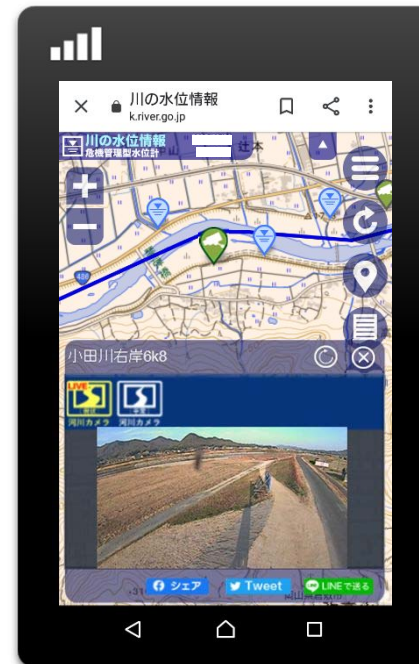 川の水位情報
k.river.go.jp
川の水位情報
危機管理型水位計
辻本
486
小田川右岸6k8
LIVE
河川カメラ
河川カメラ
シェア
Tweet
LINEで送る